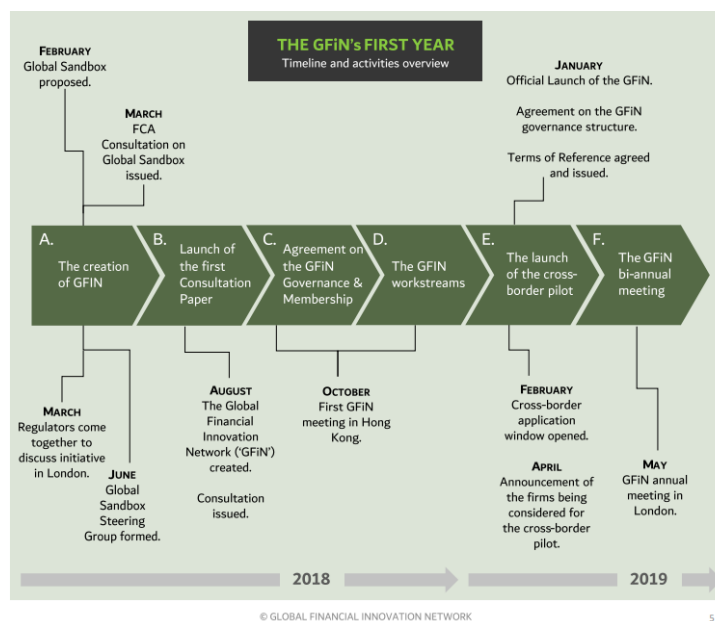 THE GFiN's FIRST YEAR
Timeline and activities overview
FEBRUARY
Global Sandbox
proposed.
MARCH
FCA
Consultation on
Global Sandbox
issued.
JANUARY
Official Launch of the GFiN.
Agreement on the GFiN
governance structure.
Terms of Reference agreed
and issued.
A.
The creation
of GFIN
B.
Launch of
the first
Consultation
Paper
C.
Agreement on
the GFiN
Governance &
Membership
D.
The GFIN
workstreams
E.
The launch
of the cross-
border pilot
F.
The GFiN
bi-annual
meeting
MARCH
Regulators come
together to
discuss initiative
in London.
JUNE
Global
Sandbox
Steering
Group formed.
AUGUST
The Global
Financial
Innovation
Network (‘GFiN’)
created.
Consultation
issued.
OCTOBER
First GFiN
meeting in Hong
Kong.
FEBRUARY
Cross-border
application
window opened.
APRIL
Announcement of
the firms being
considered for
the cross-border
pilot.
MAY
GFiN annual
meeting in
London.
2018
2019
© GLOBAL FINANCIAL INNOVATION NETWORK
5